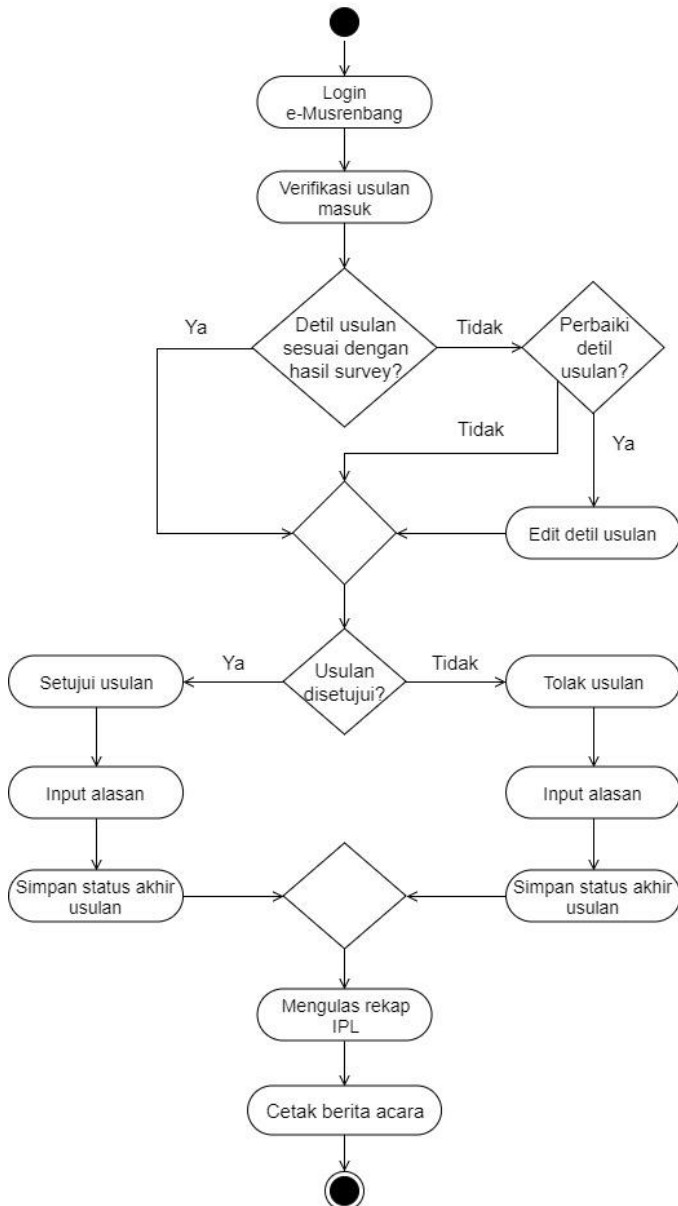 Login
e-Musrenbang
Verifikasi usulan
masuk
Ya
Detil usulan
sesuai dengan
hasil survey?
Tidak
Perbaiki
detil
usulan?
Tidak
Ya
Edit detil usulan
Setujui usulan
Ya
Usulan
disetujui?
Tidak
Tolak usulan
Input alasan
Input alasan
Simpan status akhir
usulan
Simpan status akhir
usulan
Mengulas rekap
IPL
Cetak berita acara